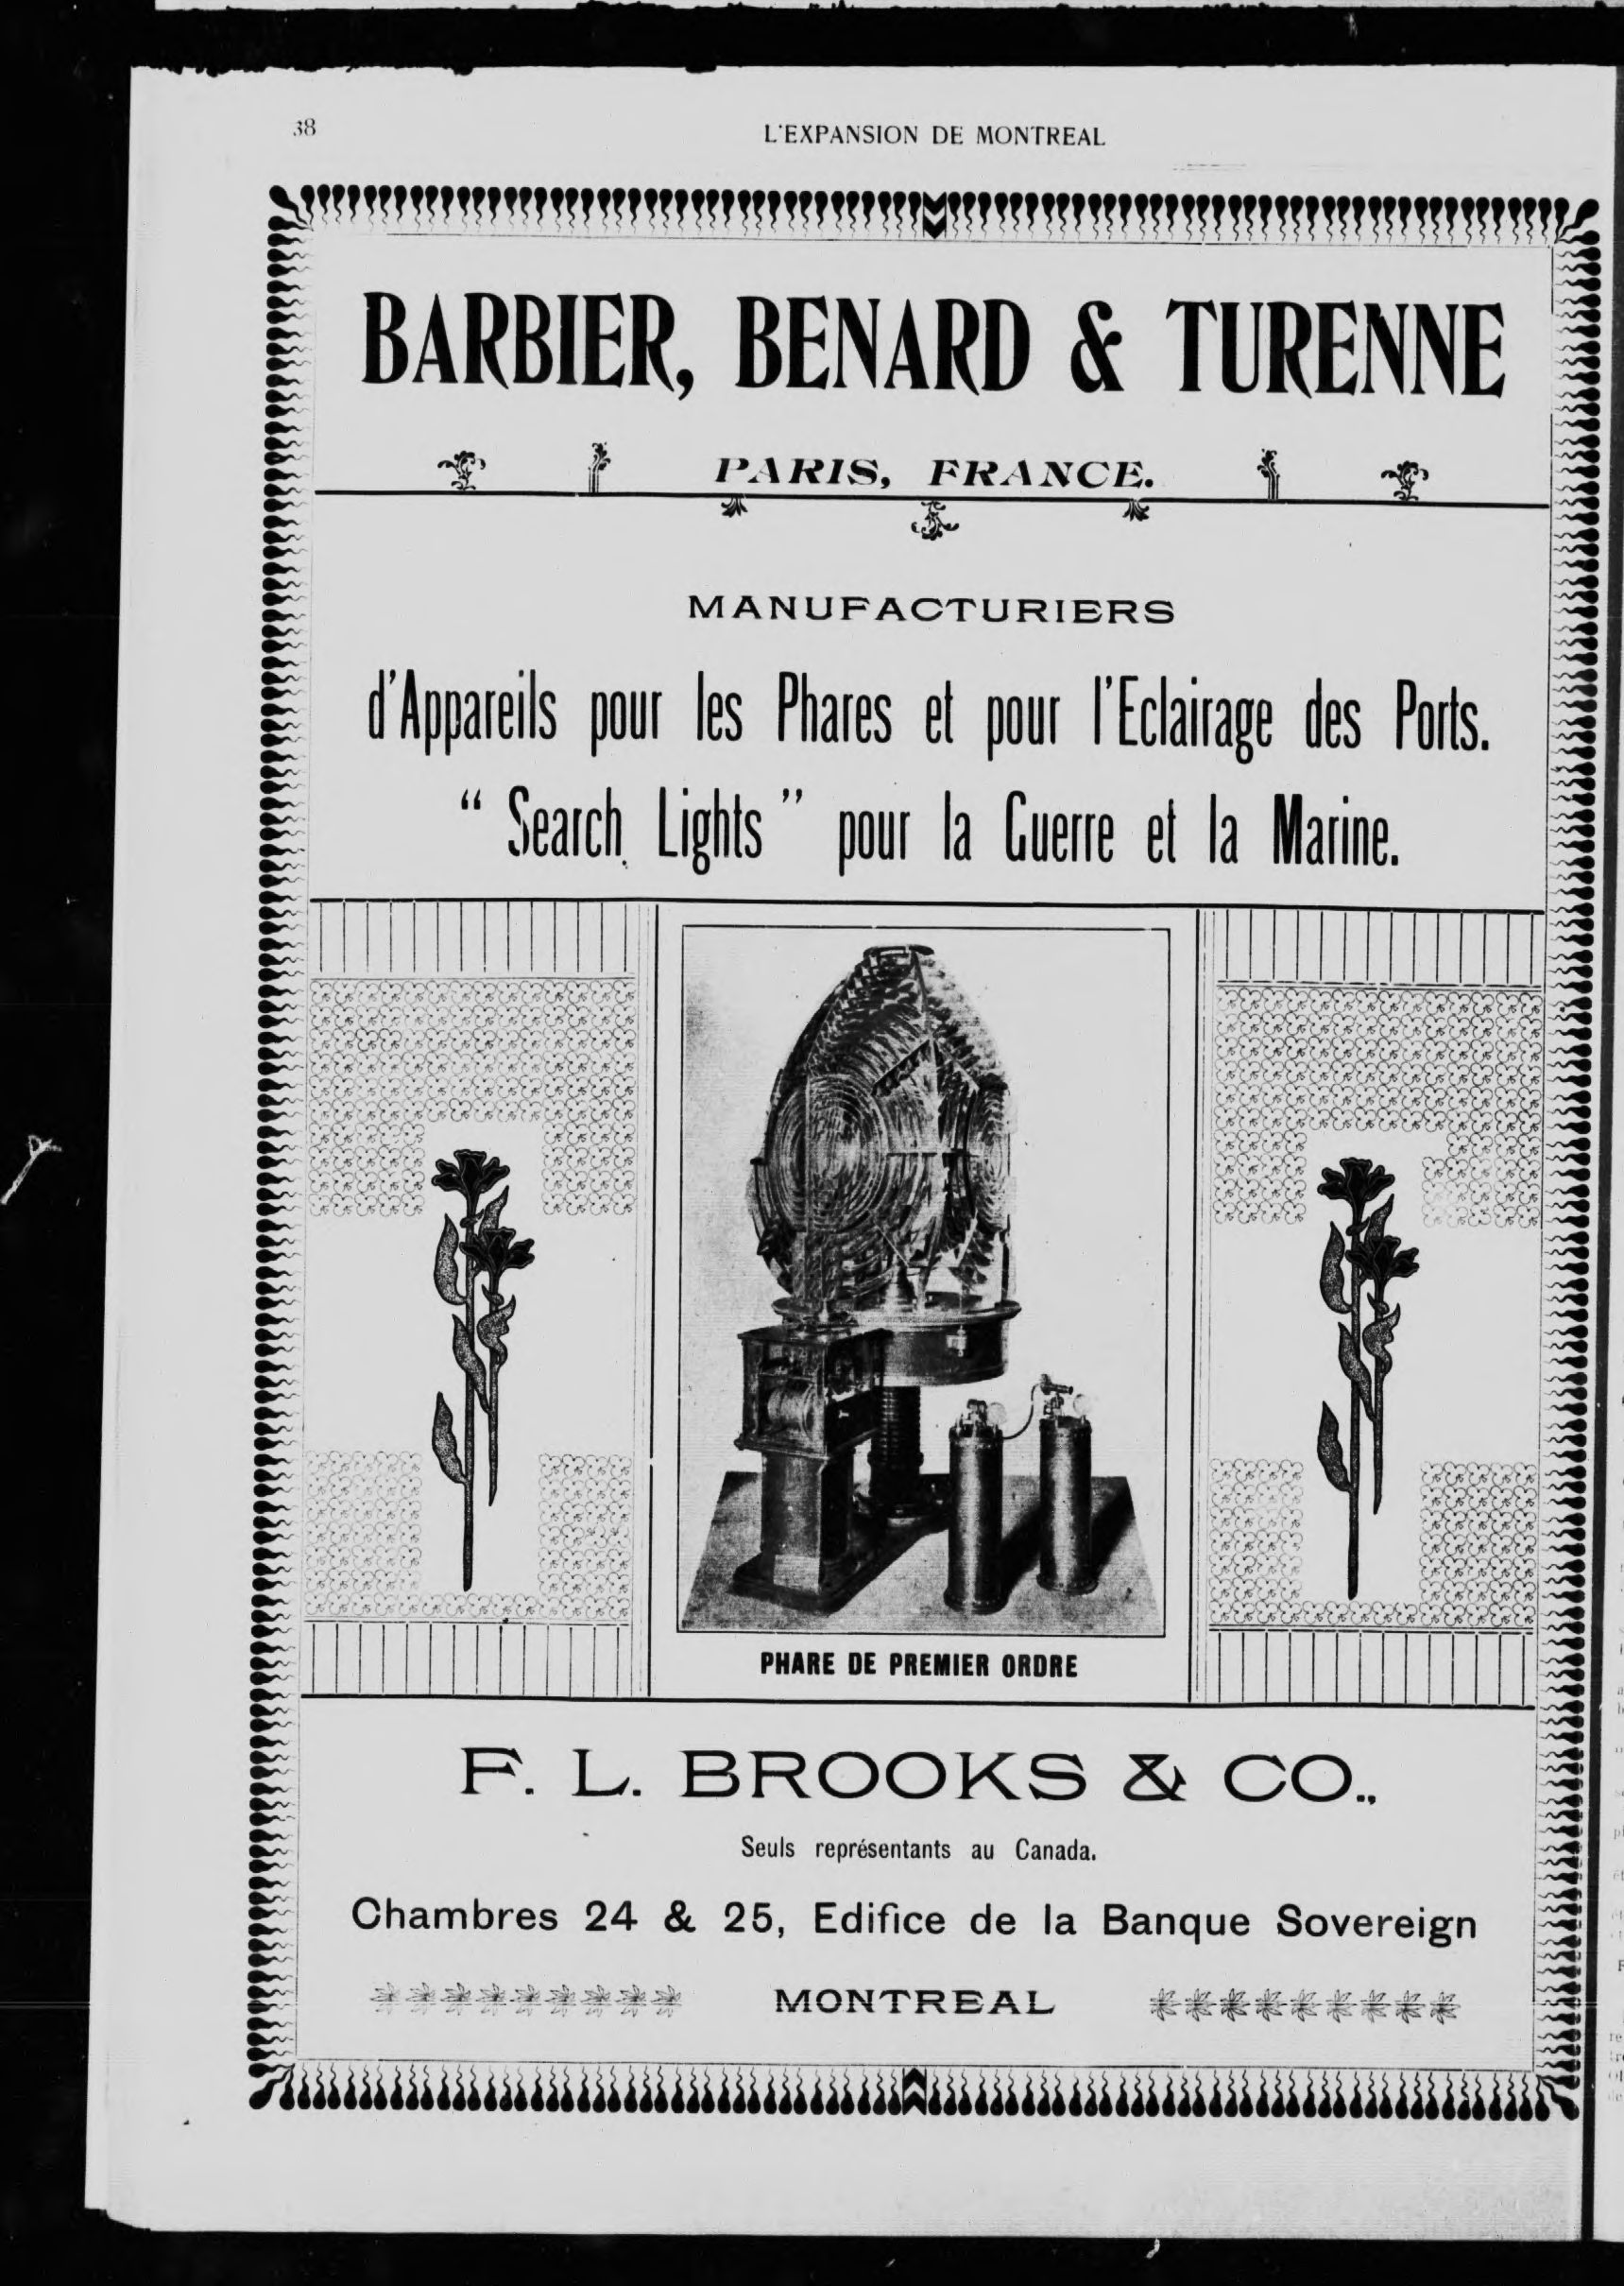 38
L'EXPANSION DE MONTREAL
BARBIER, BENARD & TURENNE
PARIS, FRANCE.
MANUFACTURIERS
d'Appareils pour les Phares et pour l'Eclairage des Ports.
“ Search Lights ” pour la Guerre et la Marine.
PHARE DE PREMIER ORDRE
F. L. BROOKS & CO.,
Seuls représentants au Canada.
Chambres 24 & 25, Edifice de la Banque Sovereign
MONTREAL